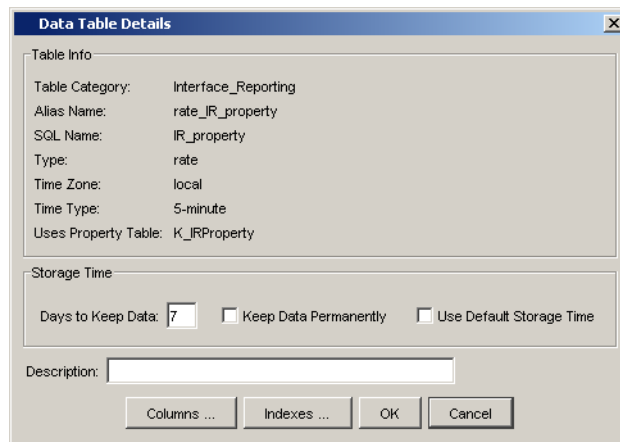 Data Table Details
Table Info
Table Category: Interface_Reporting
Alias Name: rate_IR_property
SQL Name: IR_property
Type: rate
Time Zone: local
Time Type: 5-minute
Uses Property Table: K_IRProperty
Storage Time
Days to Keep Data: 7 Keep Data Permanently Use Default Storage Time
Description:
Columns ... Indexes ... OK Cancel